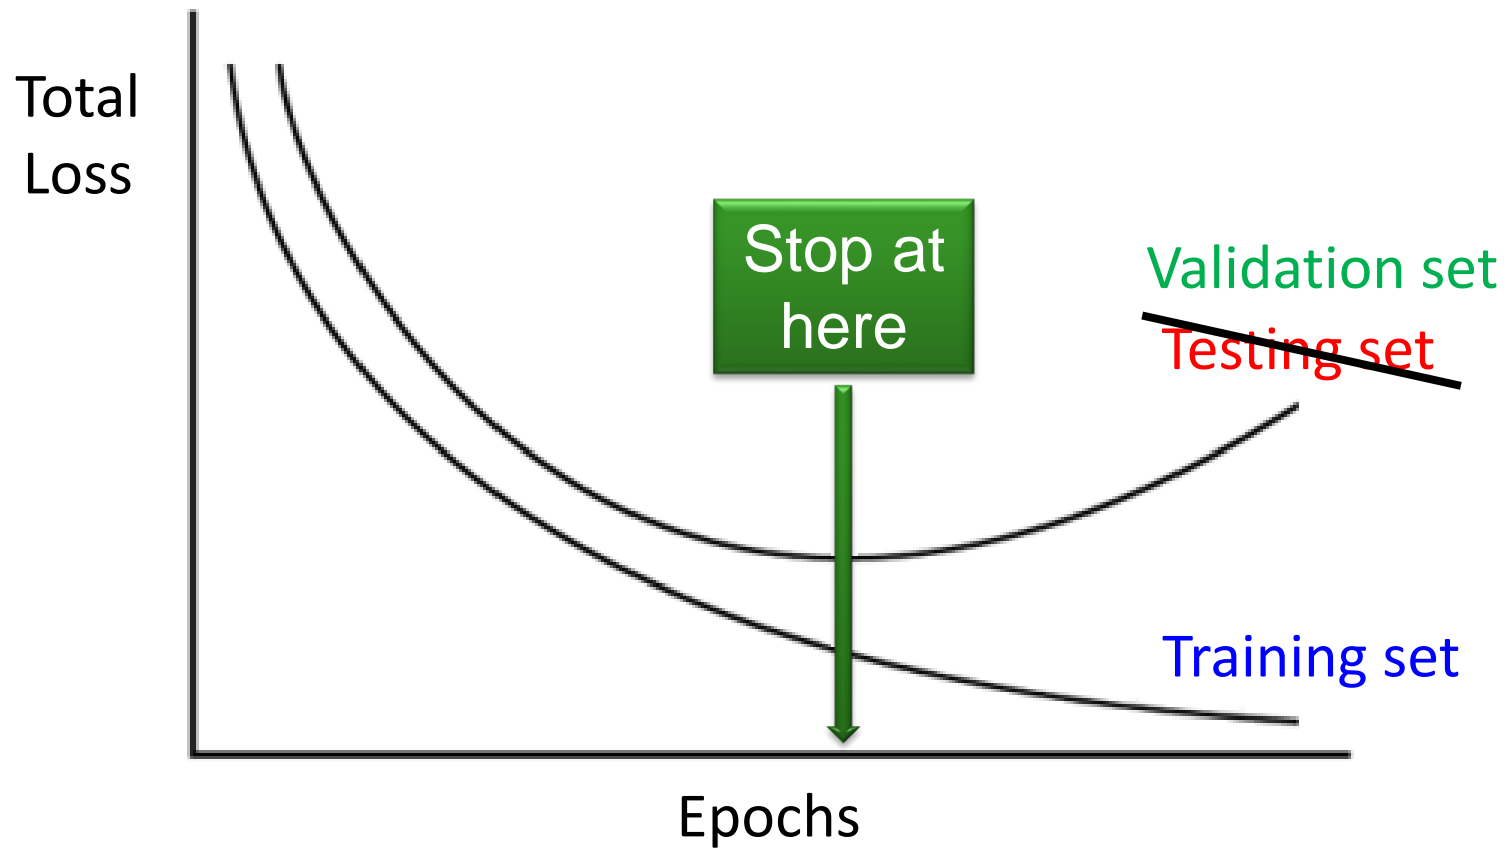 Total
Loss
Stop at
here
Validation set
Testing set
Training set
Epochs